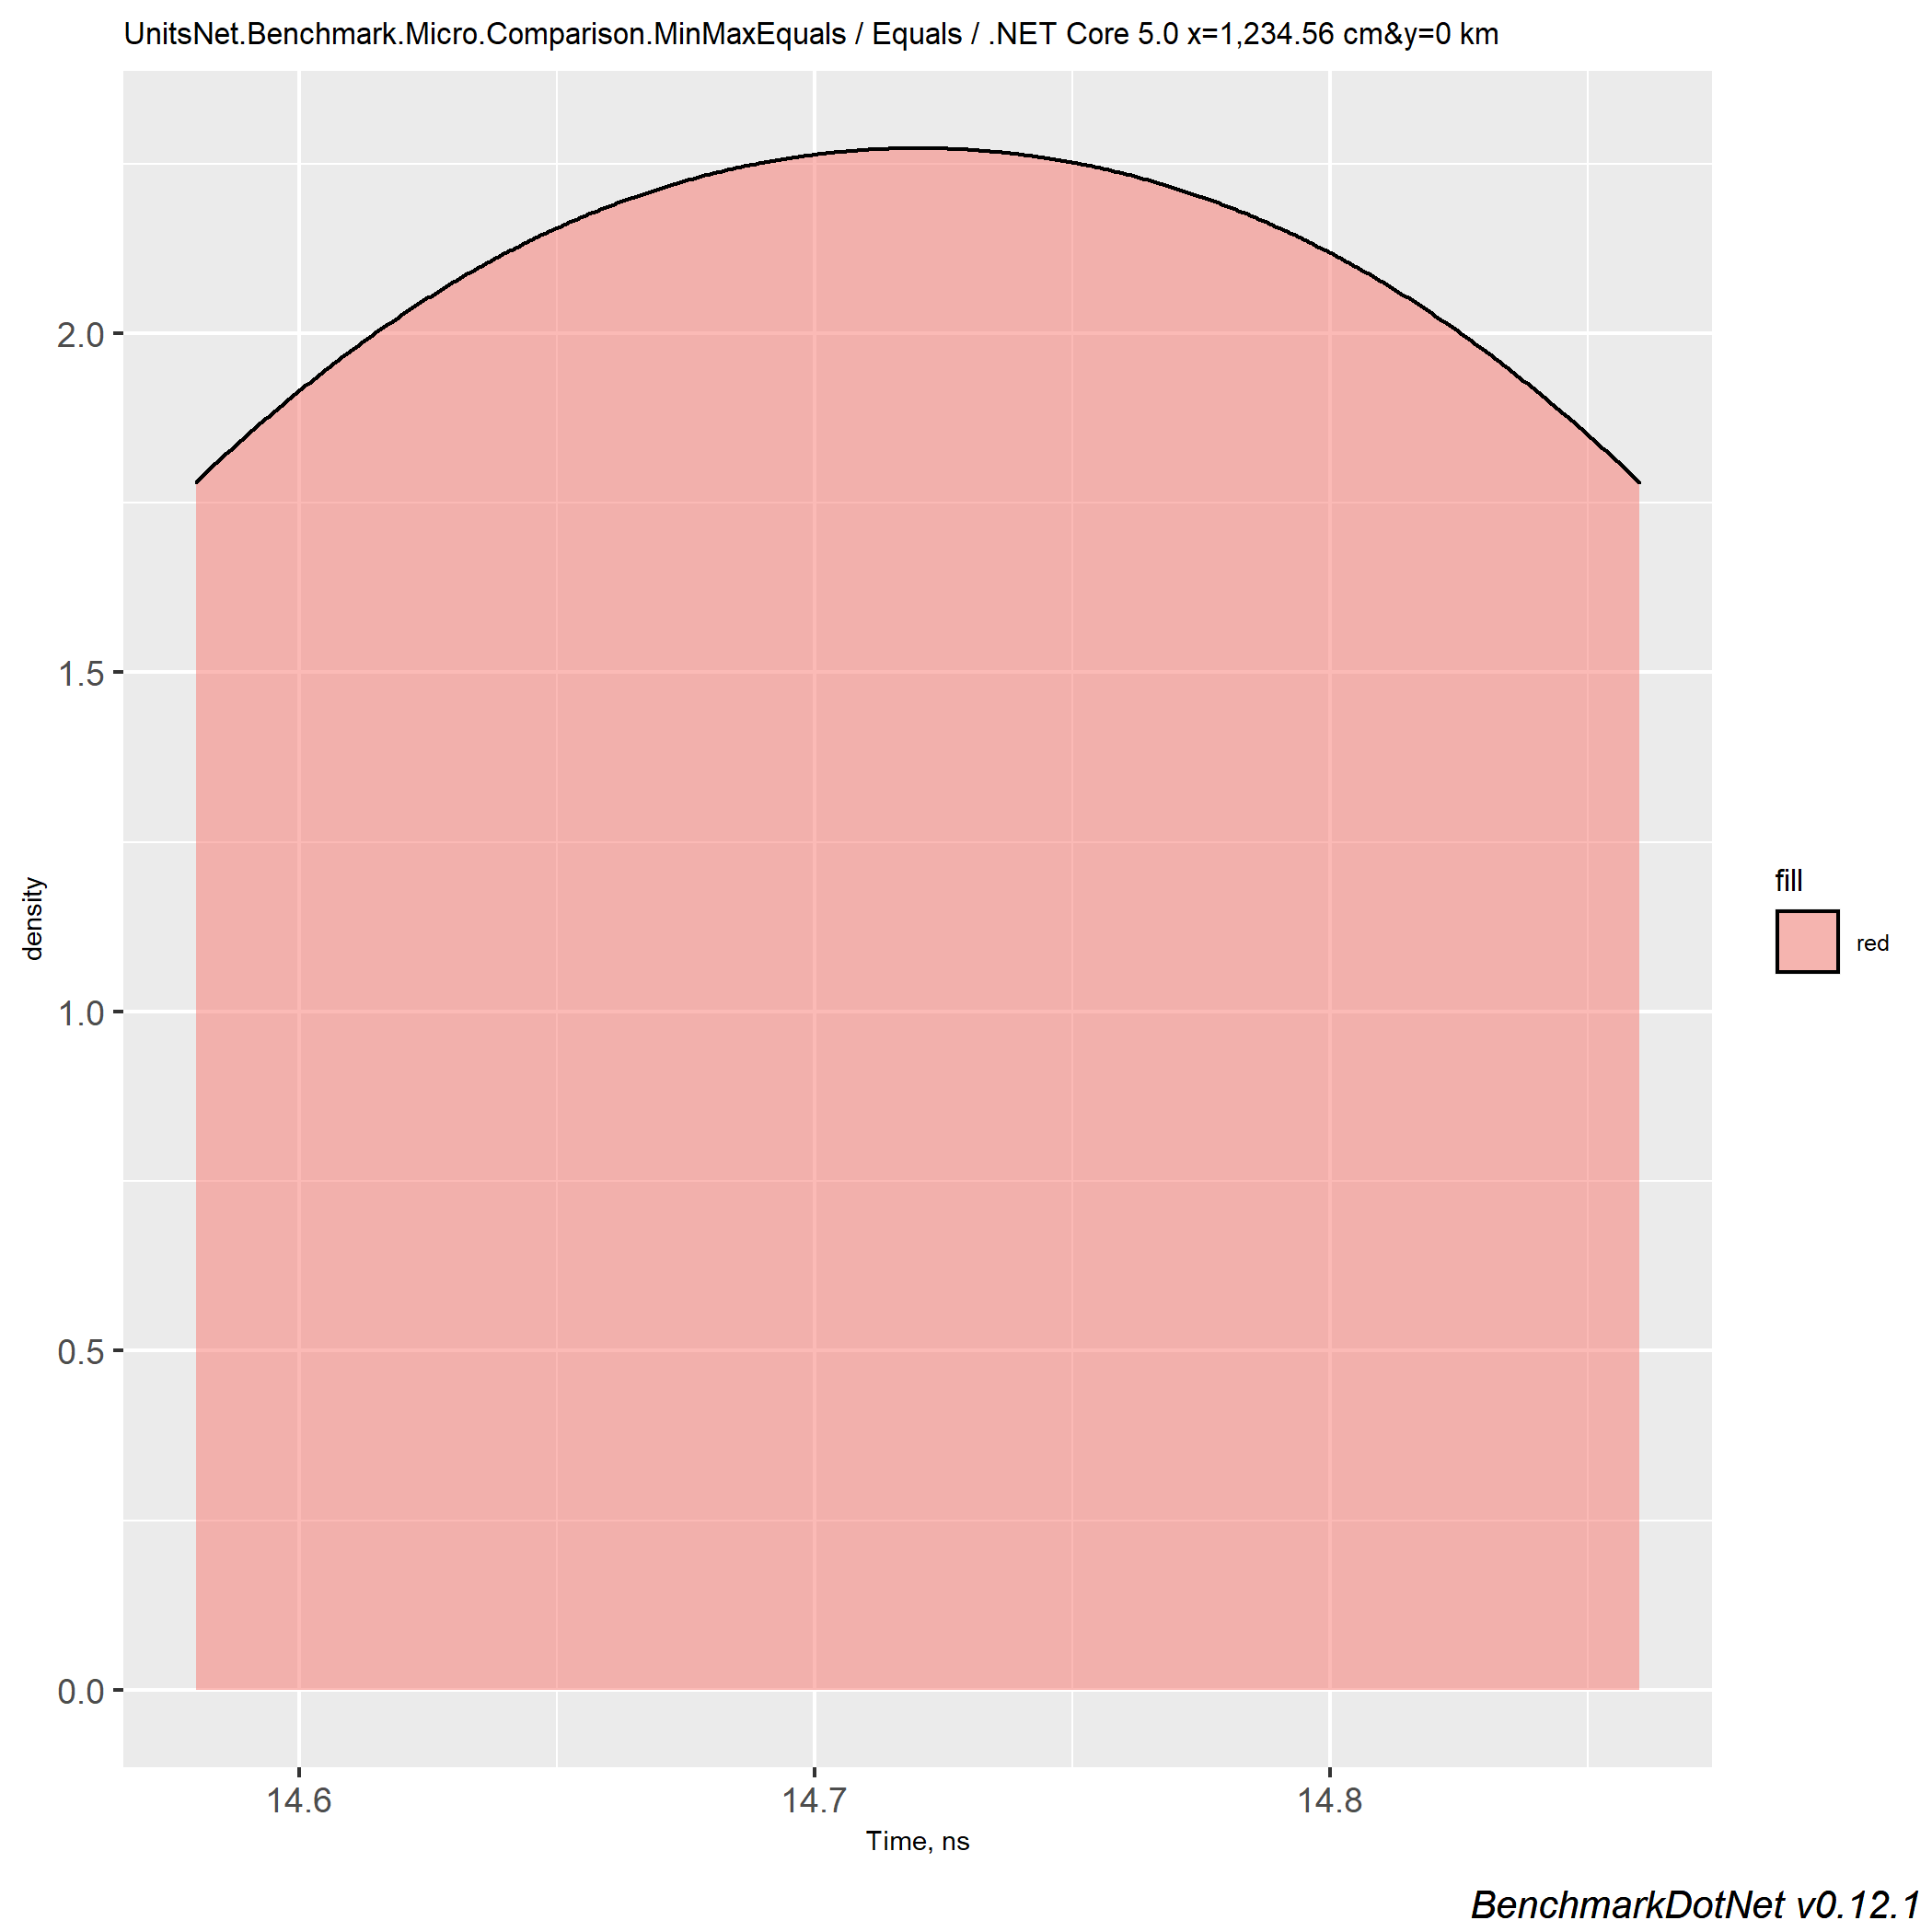 UnitsNet.Benchmark.Micro.Comparison.MinMaxEquals / Equals / .NET Core 5.0 x=1,234.56 cm&y=0 km
2.0
1.5
1.0
0.5
0.0
density
14.6 14.7 14.8
Time, ns
fill
red
BenchmarkDotNet v0.12.1